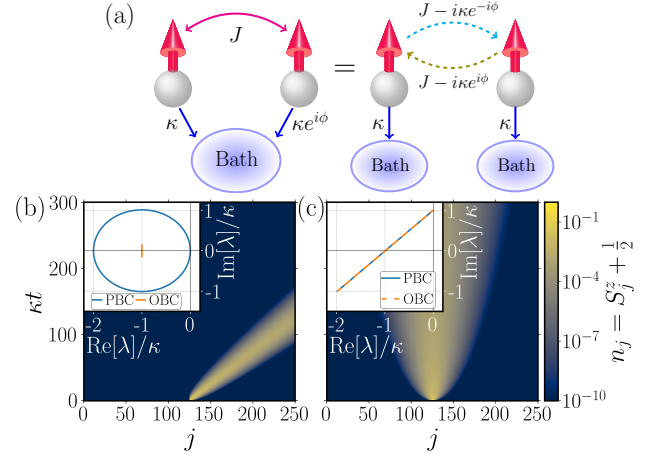 (a)
J
=
J − iκe^{−iϕ}
J − iκe^{iϕ}
κ
κe^{iϕ}
κ
κ
Bath
Bath
Bath
(b)
PBC
OBC
1
0
−1
Im[λ]/κ
-2
-1
0
Re[λ]/κ
300
200
100
0
κt
0
50
100
150
200
250
j
(c)
PBC
OBC
1
0
−1
Im[λ]/κ
-2
-1
0
Re[λ]/κ
0
50
100
150
200
250
j
10^{−1}
10^{−4}
10^{−7}
10^{−10}
n_j = S_j^z + 1/2